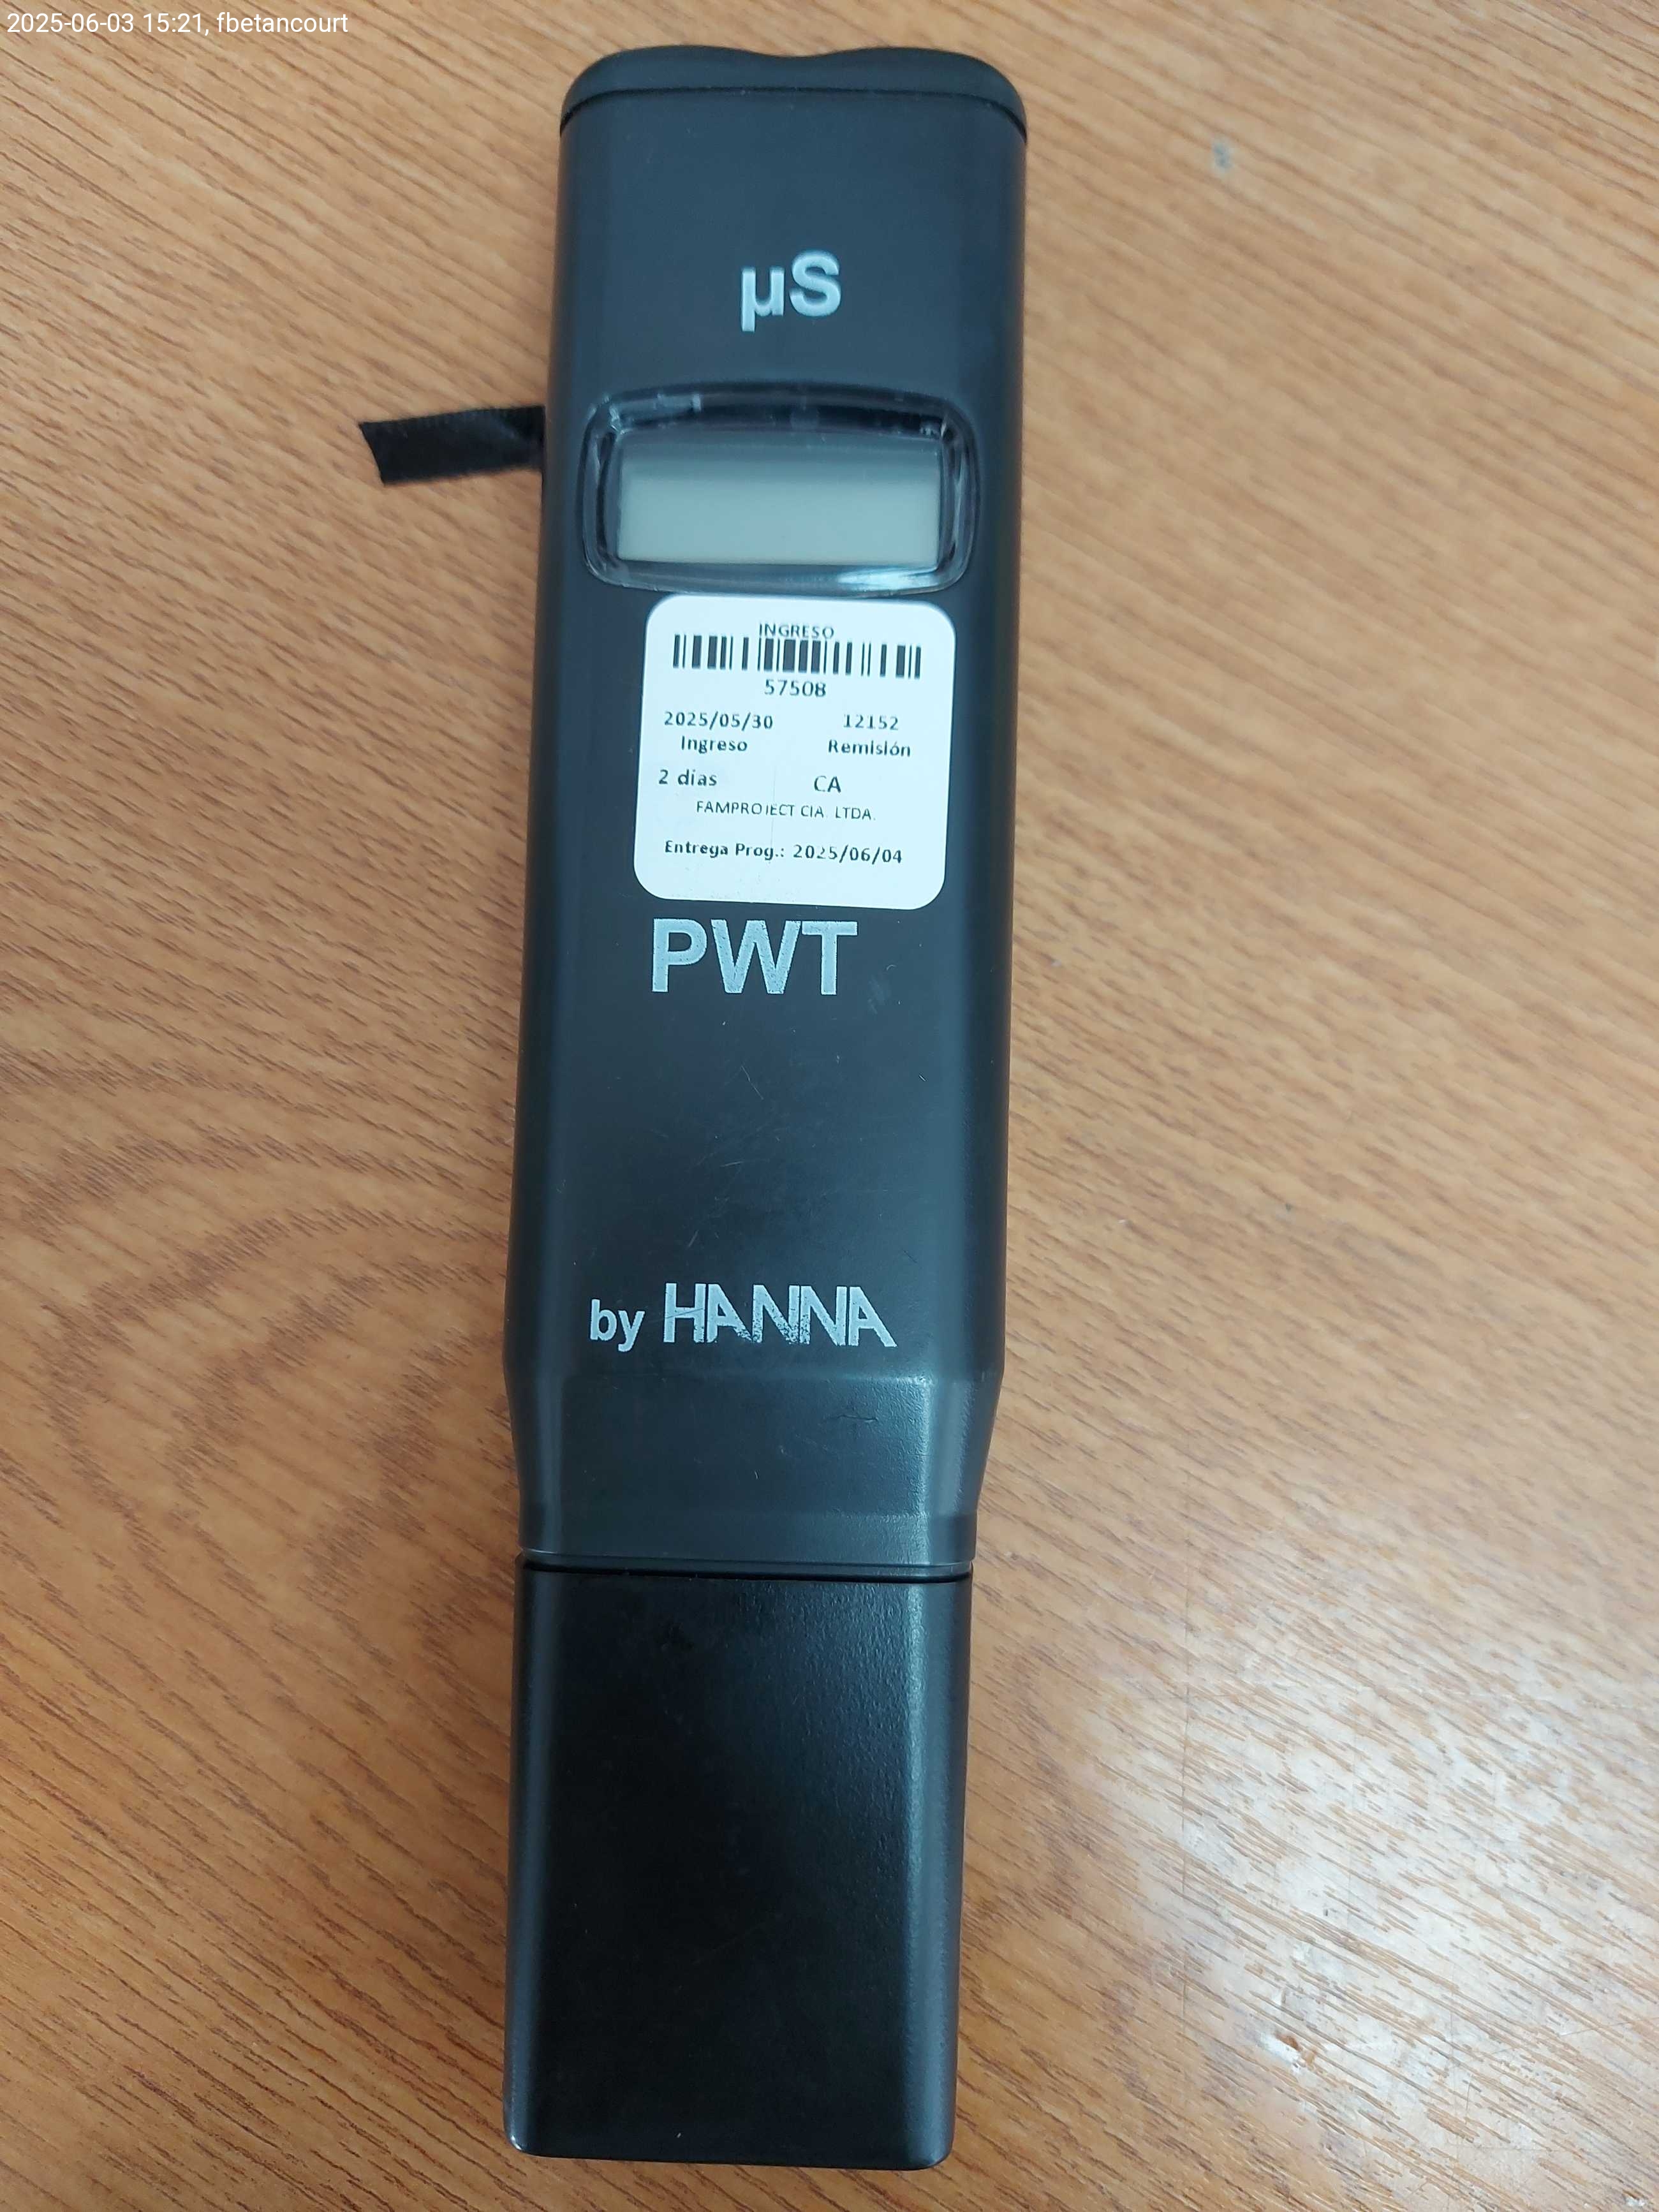 2025-06-03 15:21, fbetancourt
µS
INGRESO
57508
2025/05/30 12152
Ingreso Remisión
2 dias CA
FAMPROJECT CIA. LTDA.
Entrega Prog.: 2025/06/04
PWT
by HANNA